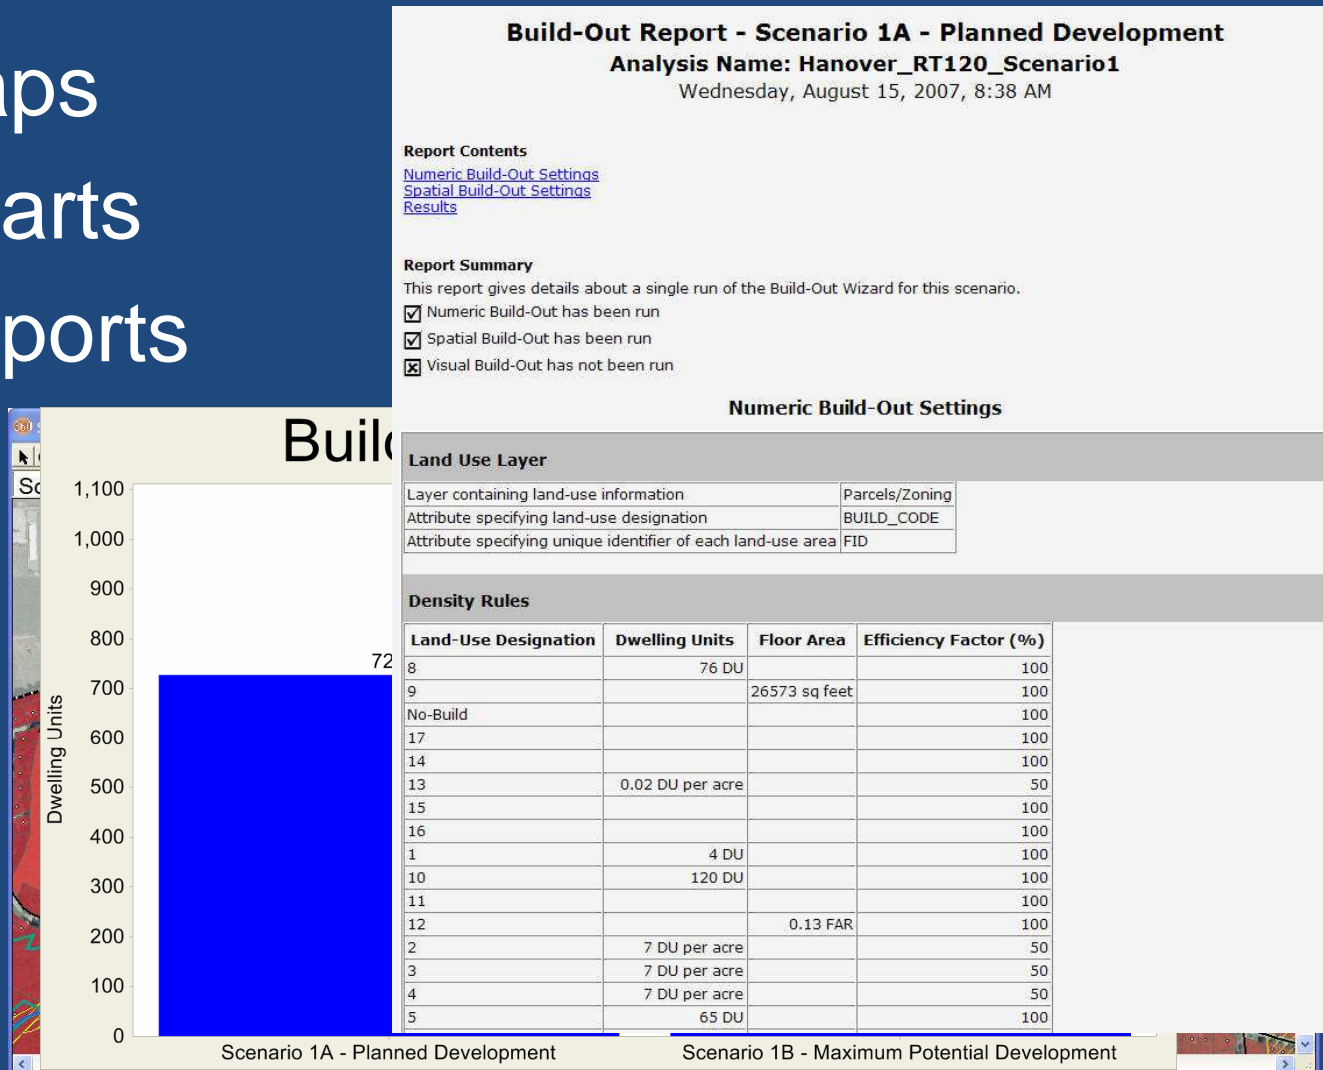 aps
arts
ports
Build-Out Report - Scenario 1A - Planned Development
Analysis Name: Hanover_RT120_Scenario1
Wednesday, August 15, 2007, 8:38 AM
Report Contents
Numeric Build-Out Settings
Spatial Build-Out Settings
Results
Report Summary
This report gives details about a single run of the Build-Out Wizard for this scenario.
Numeric Build-Out has been run
Spatial Build-Out has been run
Visual Build-Out has not been run
Numeric Build-Out Settings
Land Use Layer
Layer containing land-use information Parcels/Zoning
Attribute specifying land-use designation BUILD_CODE
Attribute specifying unique identifier of each land-use area FID
Density Rules
Land-Use Designation Dwelling Units Floor Area Efficiency Factor (%)
8 76 DU 100
9 26573 sq feet 100
No-Build 100
17 100
14 100
13 0.02 DU per acre 50
15 100
16 100
1 4 DU 100
10 120 DU 100
11 100
12 0.13 FAR 100
2 7 DU per acre 50
3 7 DU per acre 50
4 7 DU per acre 50
5 65 DU 100
360
Sc
Buil
1,100
1,000
900
800
72
700
600
500
400
300
200
100
0
Dwelling Units
Scenario 1A - Planned Development
Scenario 1B - Maximum Potential Development